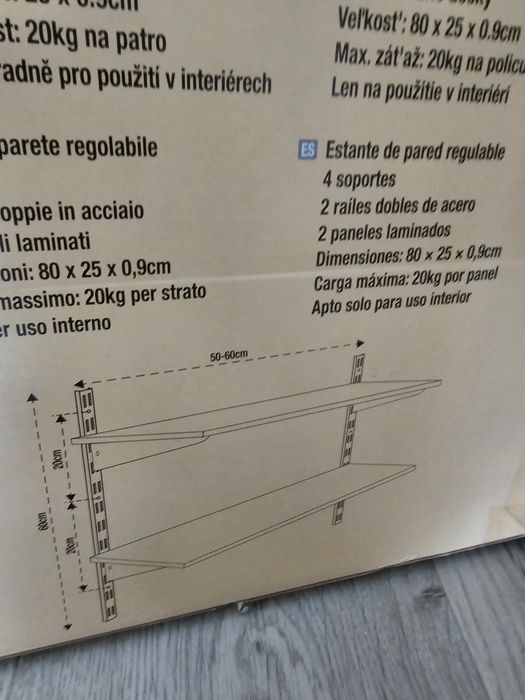 st: 20kg na patro
radně pro použití v interiérech
parete regolabile
oppie in acciaio
li laminati
oni: 80 x 25 x 0,9cm
massimo: 20kg per strato
er uso interno
Veľkosť: 80 x 25 x 0.9cm
Max. záť'až: 20kg na policu
Len na použitie v interiéri
ES Estante de pared regulable
4 soportes
2 raíles dobles de acero
2 paneles laminados
Dimensiones: 80 x 25 x 0,9cm
Carga máxima: 20kg por panel
Apto solo para uso interior
50-60cm
20cm
60cm
20cm